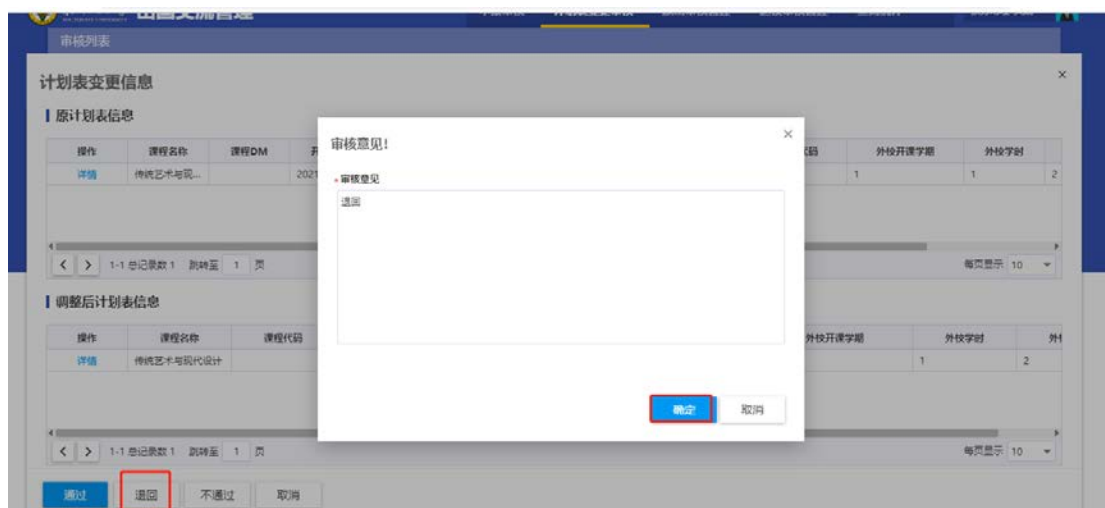 审核列表
计划表变更信息
×
原计划表信息
操作 课程名称 课程DM 外校开课学期 外校学时
详情 传统艺术与现... 2021 1 1 2
< > 1-1 总记录数 1 跳转至 1 页 每页显示 10
调整后计划表信息
操作 课程名称 课程代码 外校开课学期 外校学时
详情 传统艺术与现代设计 1 2
< > 1-1 总记录数 1 跳转至 1 页 每页显示 10
通过 退回 不通过 取消
审核意见!
×
*审核意见
退回
确定 取消